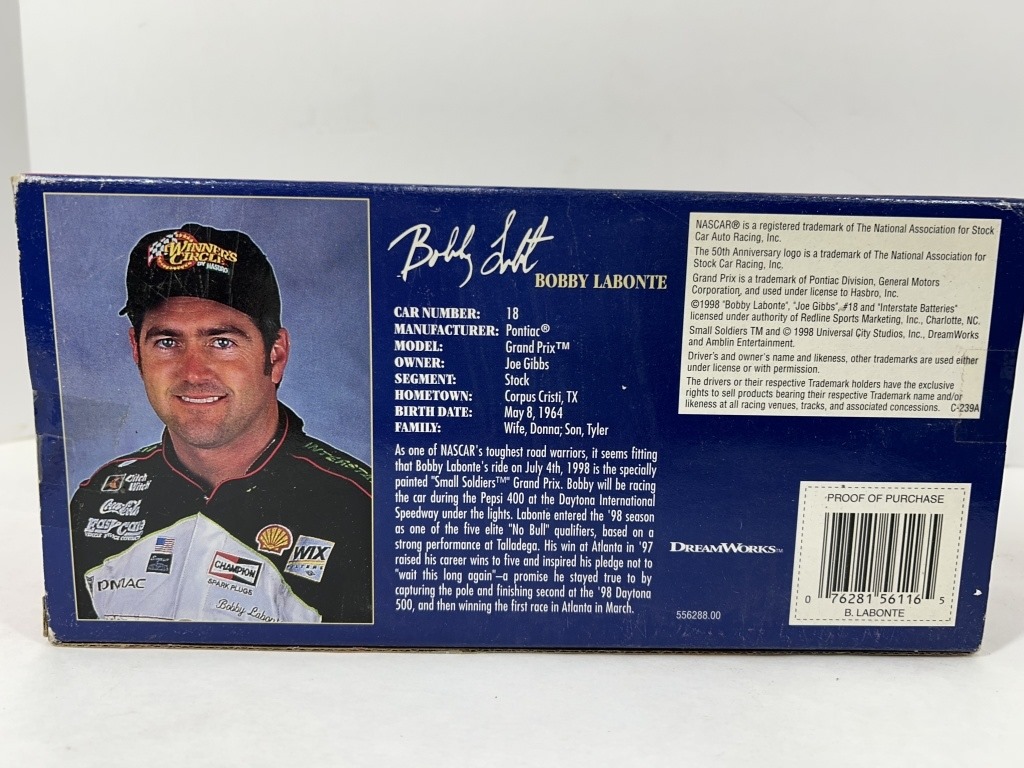 WINNER'S
CIRCLE
BY HASBRO
Coca-Cola
WIX
FILTERS
CHAMPION
SPARK PLUGS
MAC
Bobby Labonte
BOBBY LABONTE
CAR NUMBER: 18
MANUFACTURER: Pontiac®
MODEL: Grand Prix™
OWNER: Joe Gibbs
SEGMENT: Stock
HOMETOWN: Corpus Cristi, TX
BIRTH DATE: May 8, 1964
FAMILY: Wife, Donna; Son, Tyler
As one of NASCAR's toughest road warriors, it seems fitting
that Bobby Labonte's ride on July 4th, 1998 is the specially
painted "Small Soldiers™" Grand Prix. Bobby will be racing
the car during the Pepsi 400 at the Daytona International
Speedway under the lights. Labonte entered the '98 season
as one of the five elite "No Bull" qualifiers, based on a
strong performance at Talladega. His win at Atlanta in '97
raised his career wins to five and inspired his pledge not to
"wait this long again"–a promise he stayed true to by
capturing the pole and finishing second at the '98 Daytona
500, and then winning the first race in Atlanta in March.
DREAMWORKS™
556288.00
NASCAR® is a registered trademark of The National Association for Stock
Car Auto Racing, Inc.
The 50th Anniversary logo is a trademark of The National Association for
Stock Car Racing, Inc.
Grand Prix is a trademark of Pontiac Division, General Motors
Corporation, and used under license to Hasbro, Inc.
©1998 "Bobby Labonte", "Joe Gibbs", #18 and "Interstate Batteries"
licensed under authority of Redline Sports Marketing, Inc., Charlotte, NC.
Small Soldiers TM and © 1998 Universal City Studios, Inc., DreamWorks
and Amblin Entertainment.
Driver's and owner's name and likeness, other trademarks are used either
under license or with permission.
The drivers or their respective Trademark holders have the exclusive
rights to sell products bearing their respective Trademark name and/or
likeness at all racing venues, tracks, and associated concessions. C-239A
PROOF OF PURCHASE
0 76281 56116 5
B. LABONTE